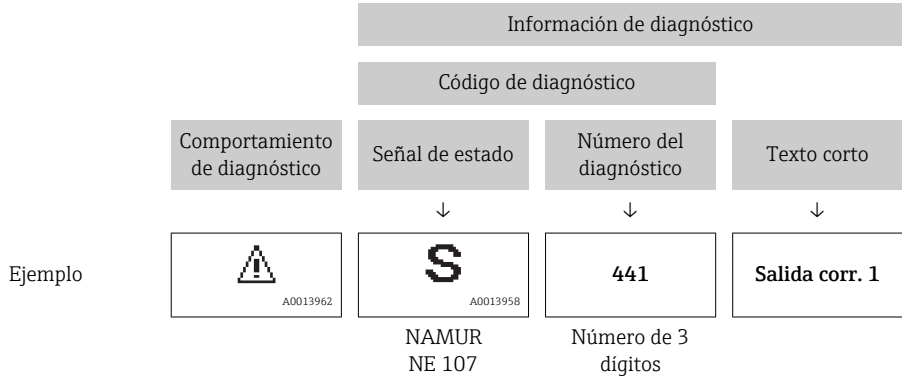 Información de diagnóstico
Código de diagnóstico
Comportamiento
de diagnóstico
Señal de estado
Número del
diagnóstico
Texto corto
↓
↓
↓
Ejemplo
A0013962
S
A0013958
441
Salida corr. 1
NAMUR
NE 107
Número de 3
dígitos